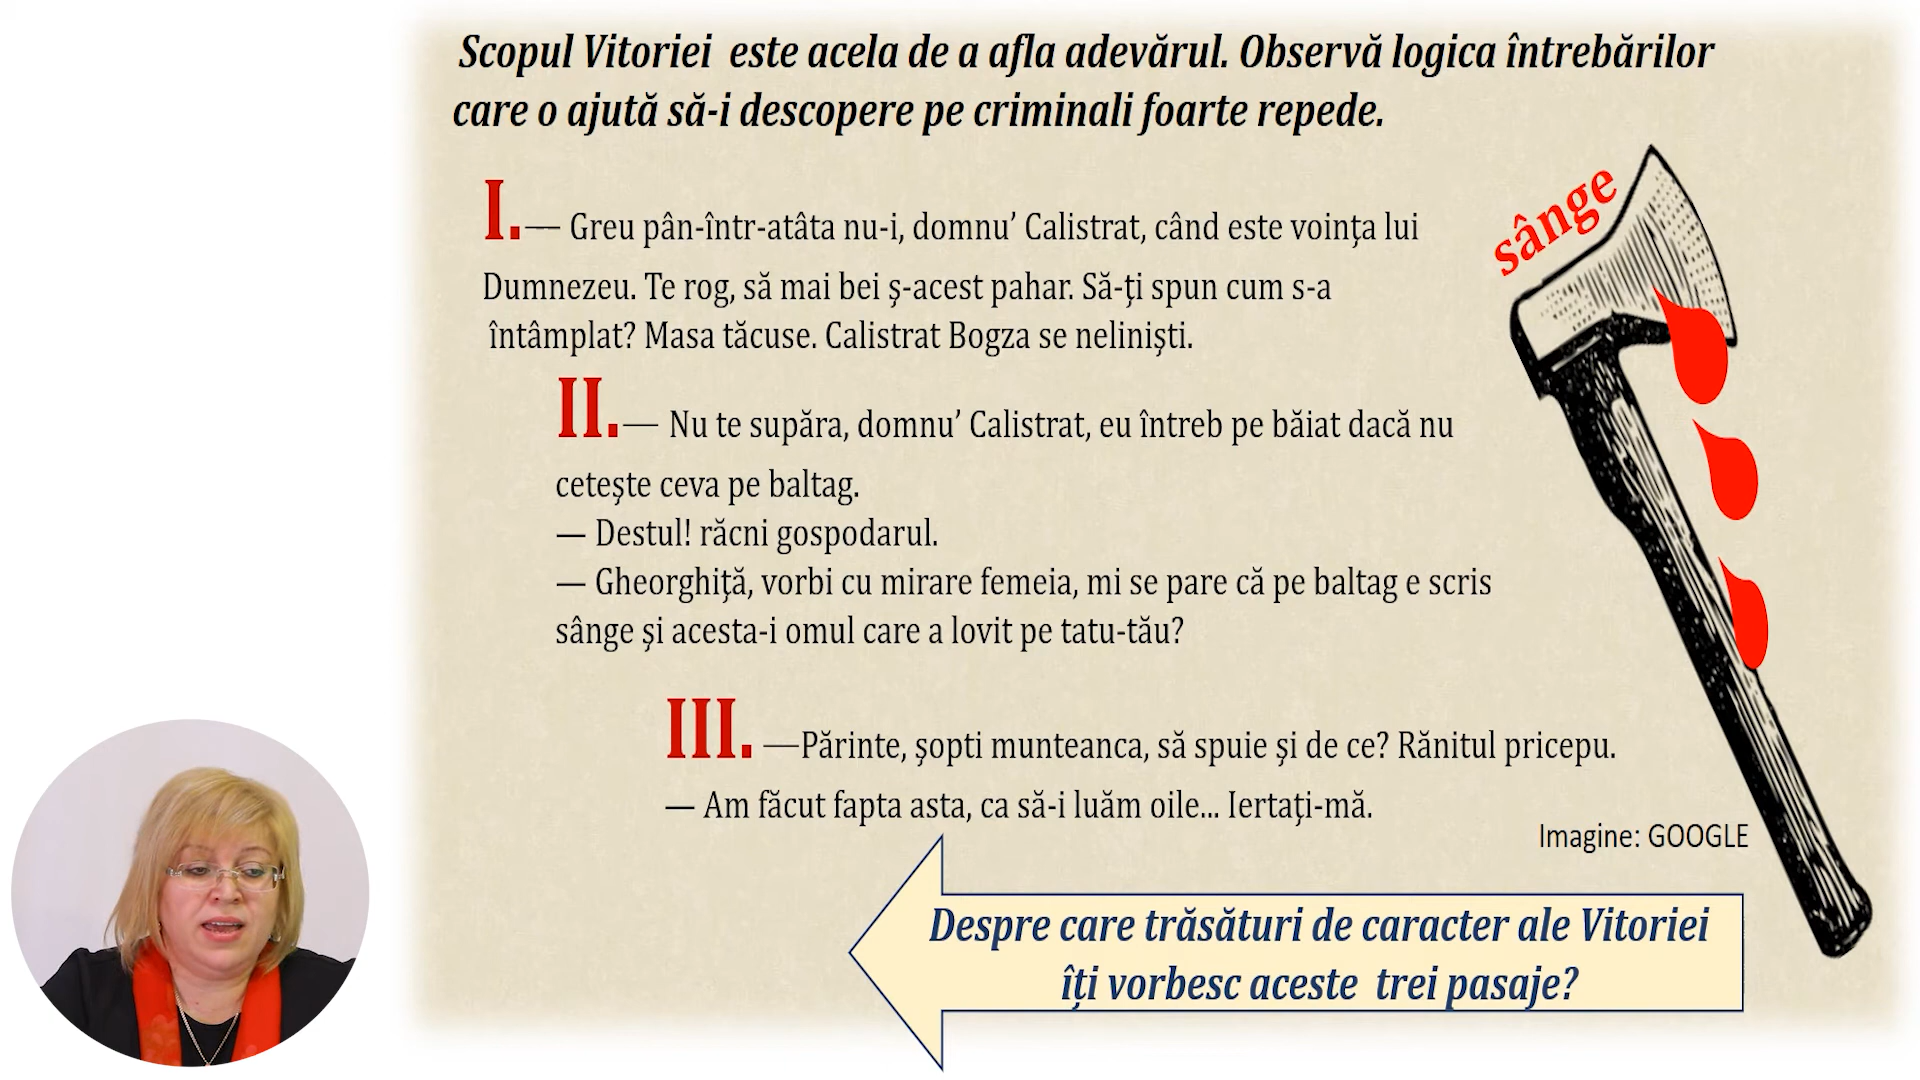 Scopul Vitoriei este acela de a afla adevărul. Observă logica întrebărilor
care o ajută să-i descopere pe criminali foarte repede.
sânge
I.— Greu pân-într-atâta nu-i, domnu’ Calistrat, când este voința lui
Dumnezeu. Te rog, să mai bei ș-acest pahar. Să-ți spun cum s-a
întâmplat? Masa tăcuse. Calistrat Bogza se neliniști.
II.— Nu te supăra, domnu’ Calistrat, eu întreb pe băiat dacă nu
cetește ceva pe baltag.
— Destul! răcni gospodarul.
— Gheorghiță, vorbi cu mirare femeia, mi se pare că pe baltag e scris
sânge și acesta-i omul care a lovit pe tatu-tău?
III. —Părinte, șopti munteanca, să spuie și de ce? Rănitul pricepu.
— Am făcut fapta asta, ca să-i luăm oile... Iertați-mă.
Imagine: GOOGLE
Despre care trăsături de caracter ale Vitoriei
îți vorbesc aceste trei pasaje?